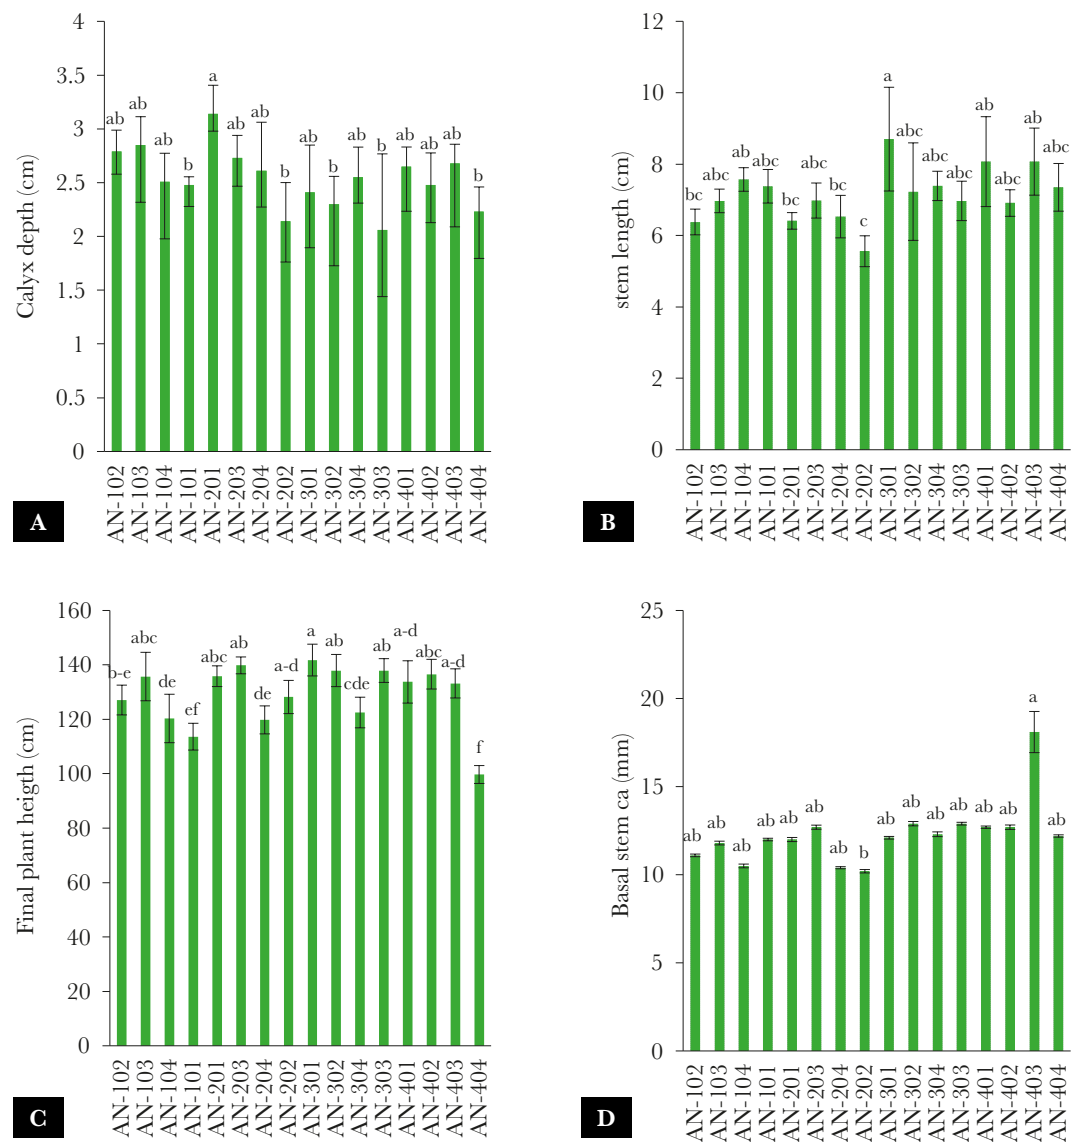 4
3.5
3
2.5
2
1.5
1
0.5
0
Calyx depth (cm)
ab ab ab b a ab ab b ab b ab b ab ab ab b
AN-102 AN-103 AN-104 AN-101 AN-201 AN-203 AN-204 AN-202 AN-301 AN-302 AN-304 AN-303 AN-401 AN-402 AN-403 AN-404
A
12
10
8
6
4
2
0
stem length (cm)
bc abc ab abc bc abc bc c a abc abc abc ab abc ab abc
AN-102 AN-103 AN-104 AN-101 AN-201 AN-203 AN-204 AN-202 AN-301 AN-302 AN-304 AN-303 AN-401 AN-402 AN-403 AN-404
B
160
140
120
100
80
60
40
20
0
Final plant heigth (cm)
b-e abc de ef abc ab de a-d a ab cde ab a-d abc a-d f
AN-102 AN-103 AN-104 AN-101 AN-201 AN-203 AN-204 AN-202 AN-301 AN-302 AN-304 AN-303 AN-401 AN-402 AN-403 AN-404
C
25
20
15
10
5
0
Basal stem ca (mm)
ab ab ab ab ab ab ab b ab ab ab ab ab ab a ab
AN-102 AN-103 AN-104 AN-101 AN-201 AN-203 AN-204 AN-202 AN-301 AN-302 AN-304 AN-303 AN-401 AN-402 AN-403 AN-404
D